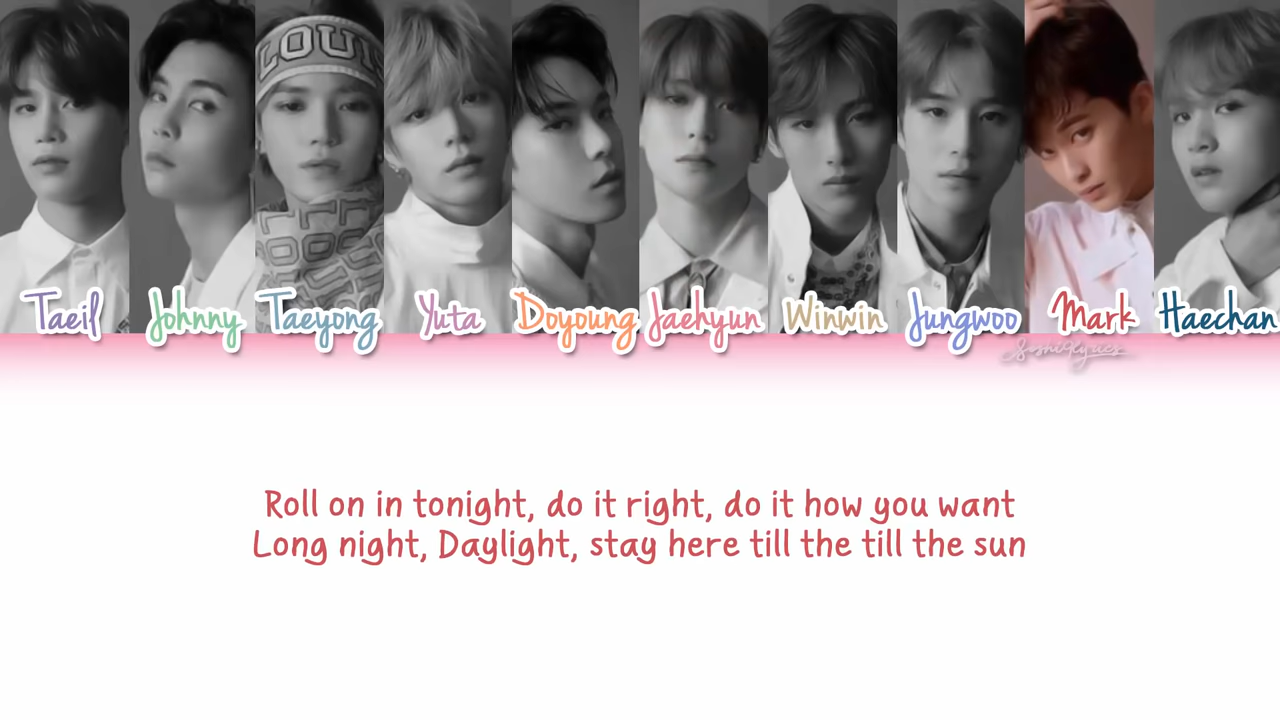 LOUI
Taeil Johnny Taeyong Yuta Doyoung Jaehyun Winwin Jungwoo Mark Haechan
Roll on in tonight, do it right, do it how you want
Long night, Daylight, stay here till the till the sun